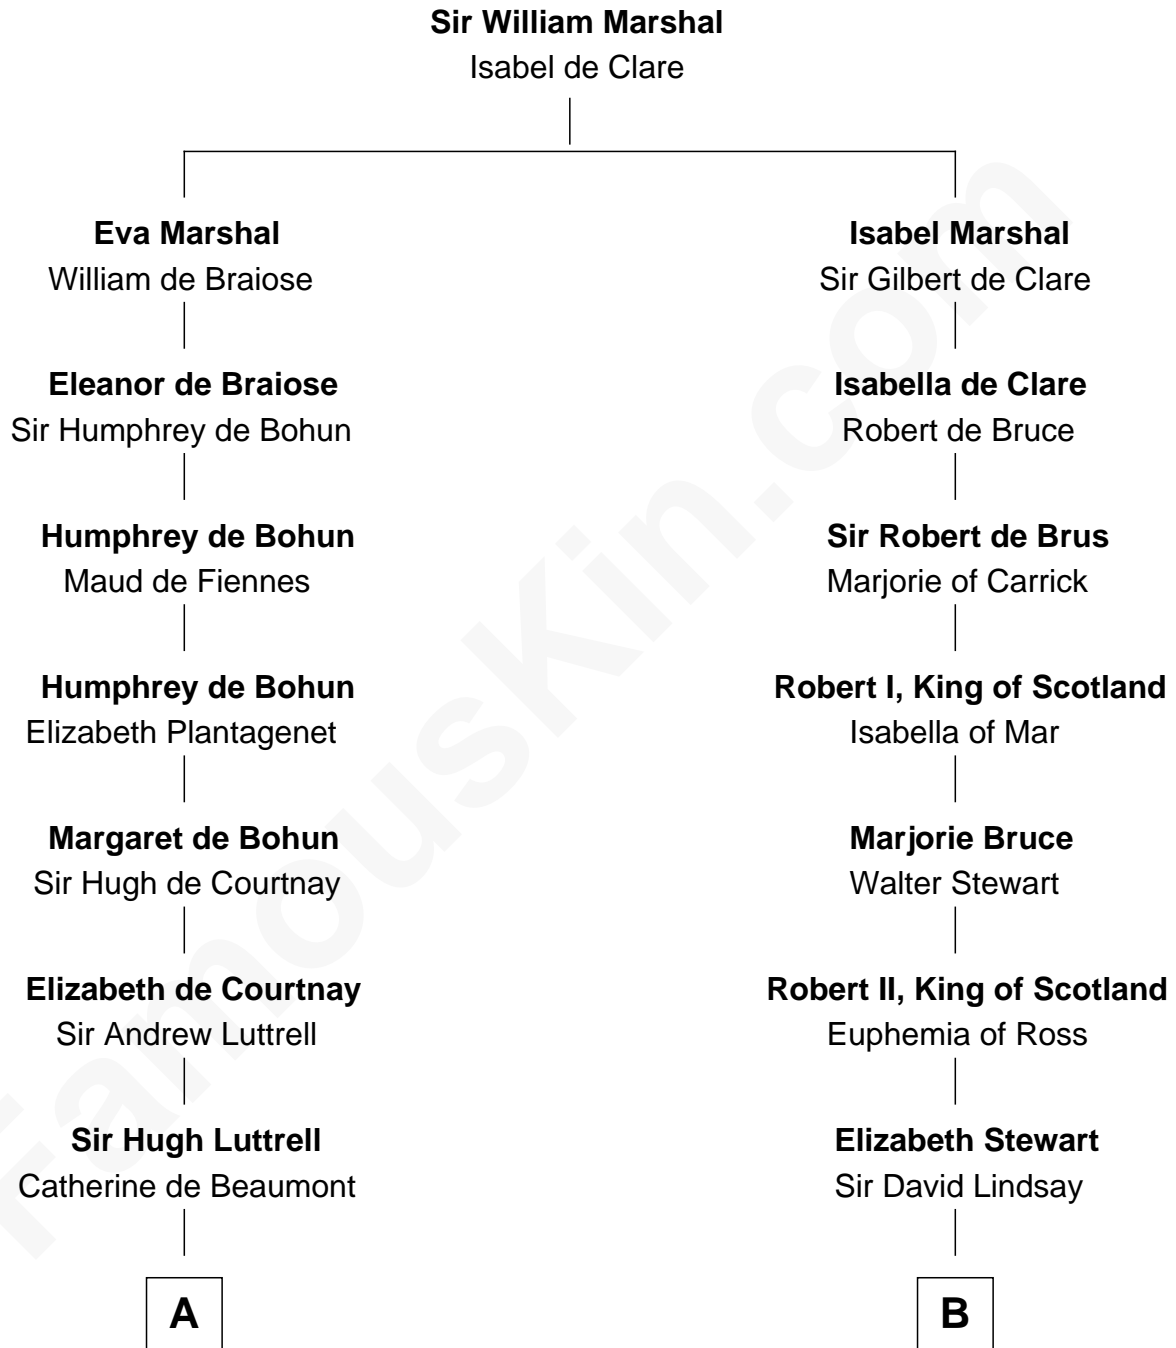 Sir William Marshal
Isabel de Clare
Eva Marshal
William de Braiose
Isabel Marshal
Sir Gilbert de Clare
Eleanor de Braiose
Sir Humphrey de Bohun
Isabella de Clare
Robert de Bruce
Humphrey de Bohun
Maud de Fiennes
Sir Robert de Brus
Marjorie of Carrick
Humphrey de Bohun
Elizabeth Plantagenet
Robert I, King of Scotland
Isabella of Mar
Margaret de Bohun
Sir Hugh de Courtnay
Marjorie Bruce
Walter Stewart
Elizabeth de Courtnay
Sir Andrew Luttrell
Robert II, King of Scotland
Euphemia of Ross
Sir Hugh Luttrell
Catherine de Beaumont
Elizabeth Stewart
Sir David Lindsay
A
B
FamousKin.com